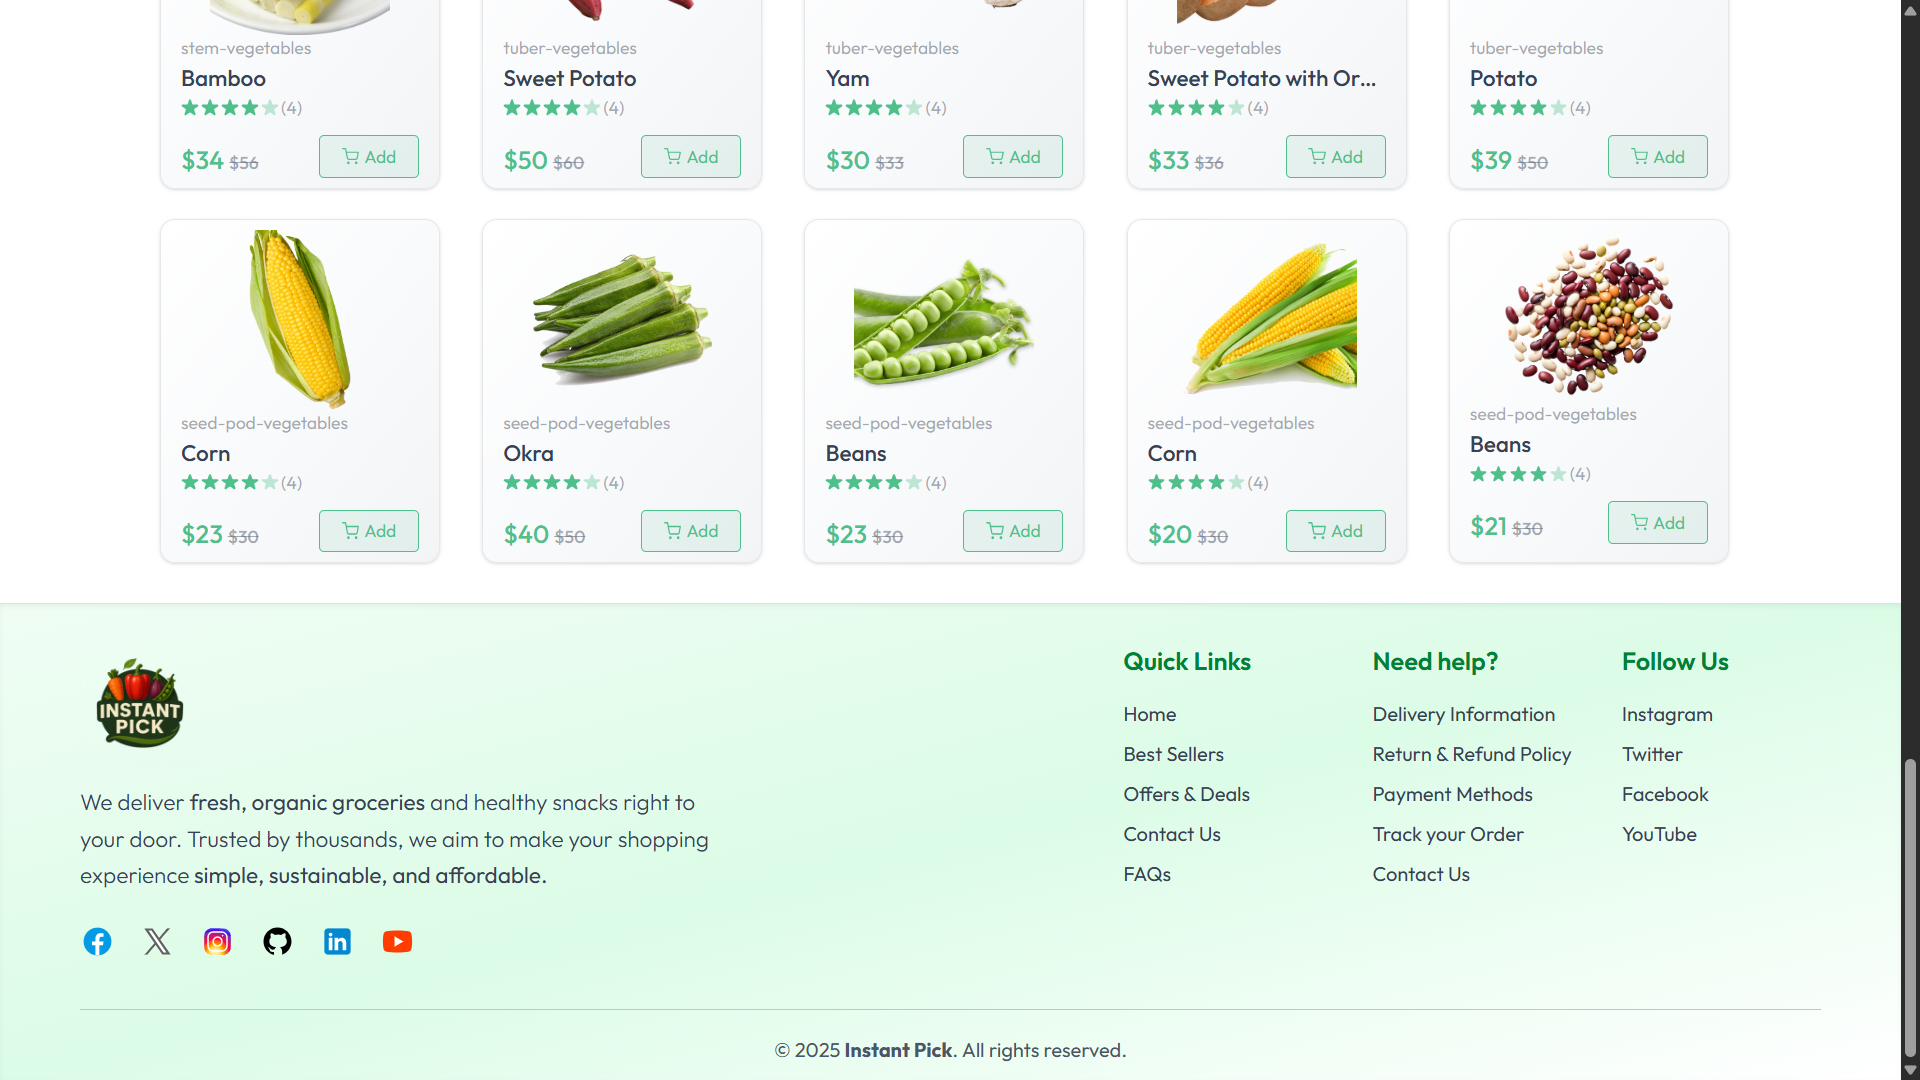 stem-vegetables
Bamboo
(4)
$34 $56
Add
tuber-vegetables
Sweet Potato
(4)
$50 $60
Add
tuber-vegetables
Yam
(4)
$30 $33
Add
tuber-vegetables
Sweet Potato with Or...
(4)
$33 $36
Add
tuber-vegetables
Potato
(4)
$39 $50
Add
seed-pod-vegetables
Corn
(4)
$23 $30
Add
seed-pod-vegetables
Okra
(4)
$40 $50
Add
seed-pod-vegetables
Beans
(4)
$23 $30
Add
seed-pod-vegetables
Corn
(4)
$20 $30
Add
seed-pod-vegetables
Beans
(4)
$21 $30
Add
INSTANT
PICK
We deliver fresh, organic groceries and healthy snacks right to
your door. Trusted by thousands, we aim to make your shopping
experience simple, sustainable, and affordable.
Quick Links
Home
Best Sellers
Offers & Deals
Contact Us
FAQs
Need help?
Delivery Information
Return & Refund Policy
Payment Methods
Track your Order
Contact Us
Follow Us
Instagram
Twitter
Facebook
YouTube
© 2025 Instant Pick. All rights reserved.